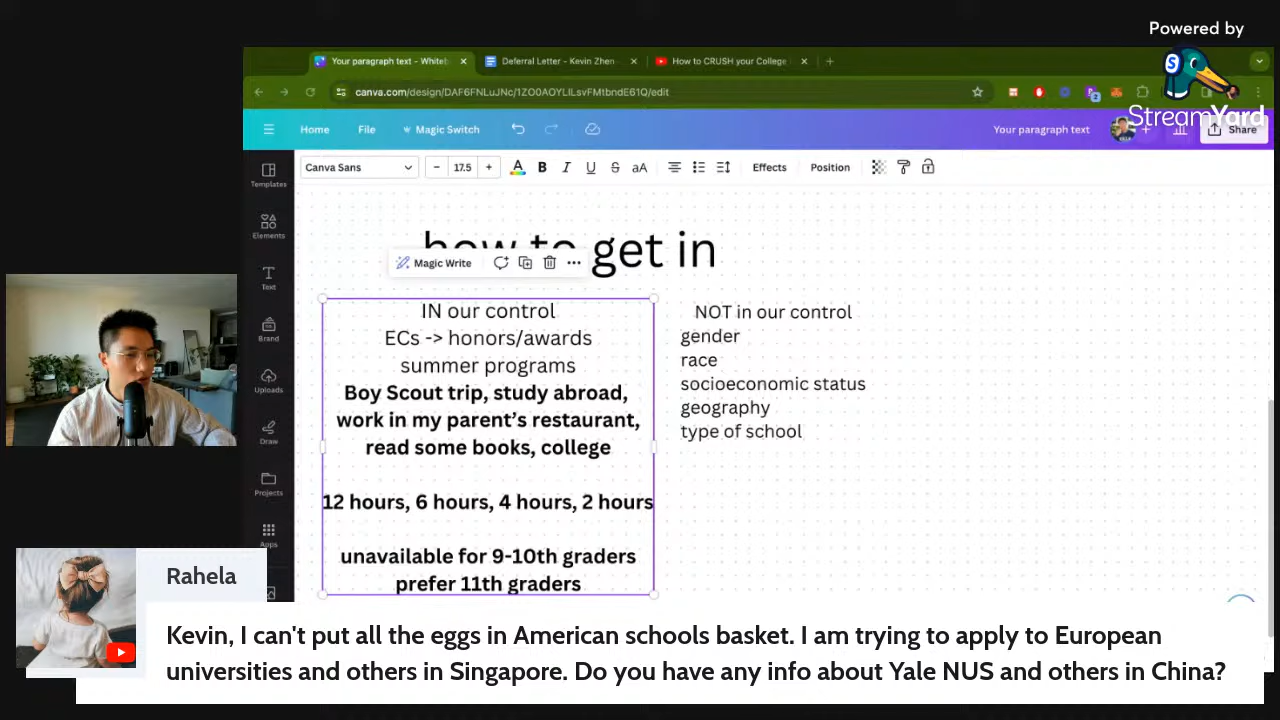 Powered by
StreamYard
Your paragraph text - Whiteb
Deferral Letter - Kevin Zhen
How to CRUSH your College
canva.com/design/DAF6FNLuJNc/1ZO0AOYLILsvFMtbndE61Q/edit
Home
File
Magic Switch
Your paragraph text
Share
Templates
Elements
Text
Brand
Uploads
Draw
Projects
Apps
Canva Sans
17.5
A
B
I
U
S
aA
Effects
Position
how to get in
Magic Write
IN our control
ECs -> honors/awards
summer programs
Boy Scout trip, study abroad,
work in my parent’s restaurant,
read some books, college
12 hours, 6 hours, 4 hours, 2 hours
unavailable for 9-10th graders
prefer 11th graders
NOT in our control
gender
race
socioeconomic status
geography
type of school
Rahela
Kevin, I can't put all the eggs in American schools basket. I am trying to apply to European
universities and others in Singapore. Do you have any info about Yale NUS and others in China?